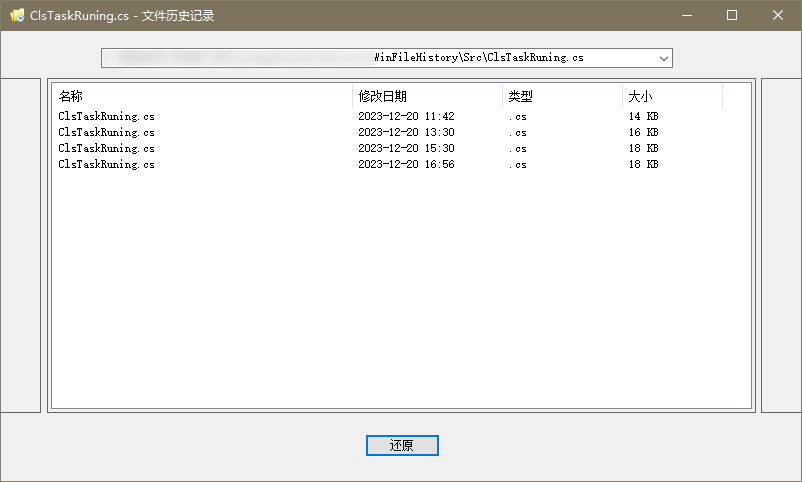 ClsTaskRuning.cs - 文件历史记录
#inFileHistory\Src\ClsTaskRuning.cs
名称 修改日期 类型 大小
ClsTaskRuning.cs 2023-12-20 11:42 .cs 14 KB
ClsTaskRuning.cs 2023-12-20 13:30 .cs 16 KB
ClsTaskRuning.cs 2023-12-20 15:30 .cs 18 KB
ClsTaskRuning.cs 2023-12-20 16:56 .cs 18 KB
还原